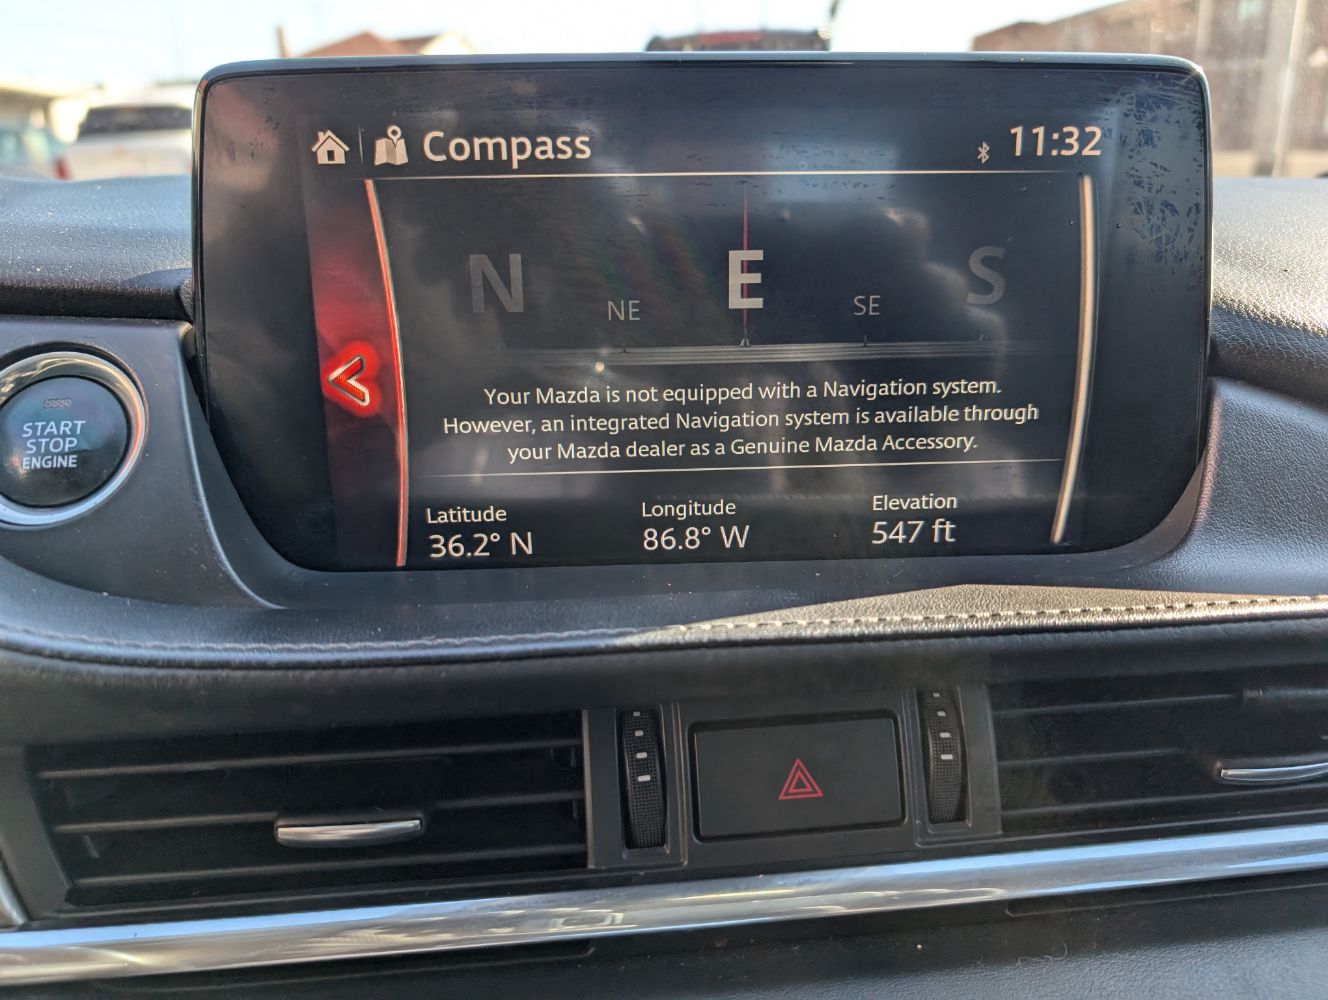 Compass
11:32
N NE E SE S
Your Mazda is not equipped with a Navigation system.
However, an integrated Navigation system is available through
your Mazda dealer as a Genuine Mazda Accessory.
Latitude Longitude Elevation
36.2° N 86.8° W 547 ft
START
STOP
ENGINE